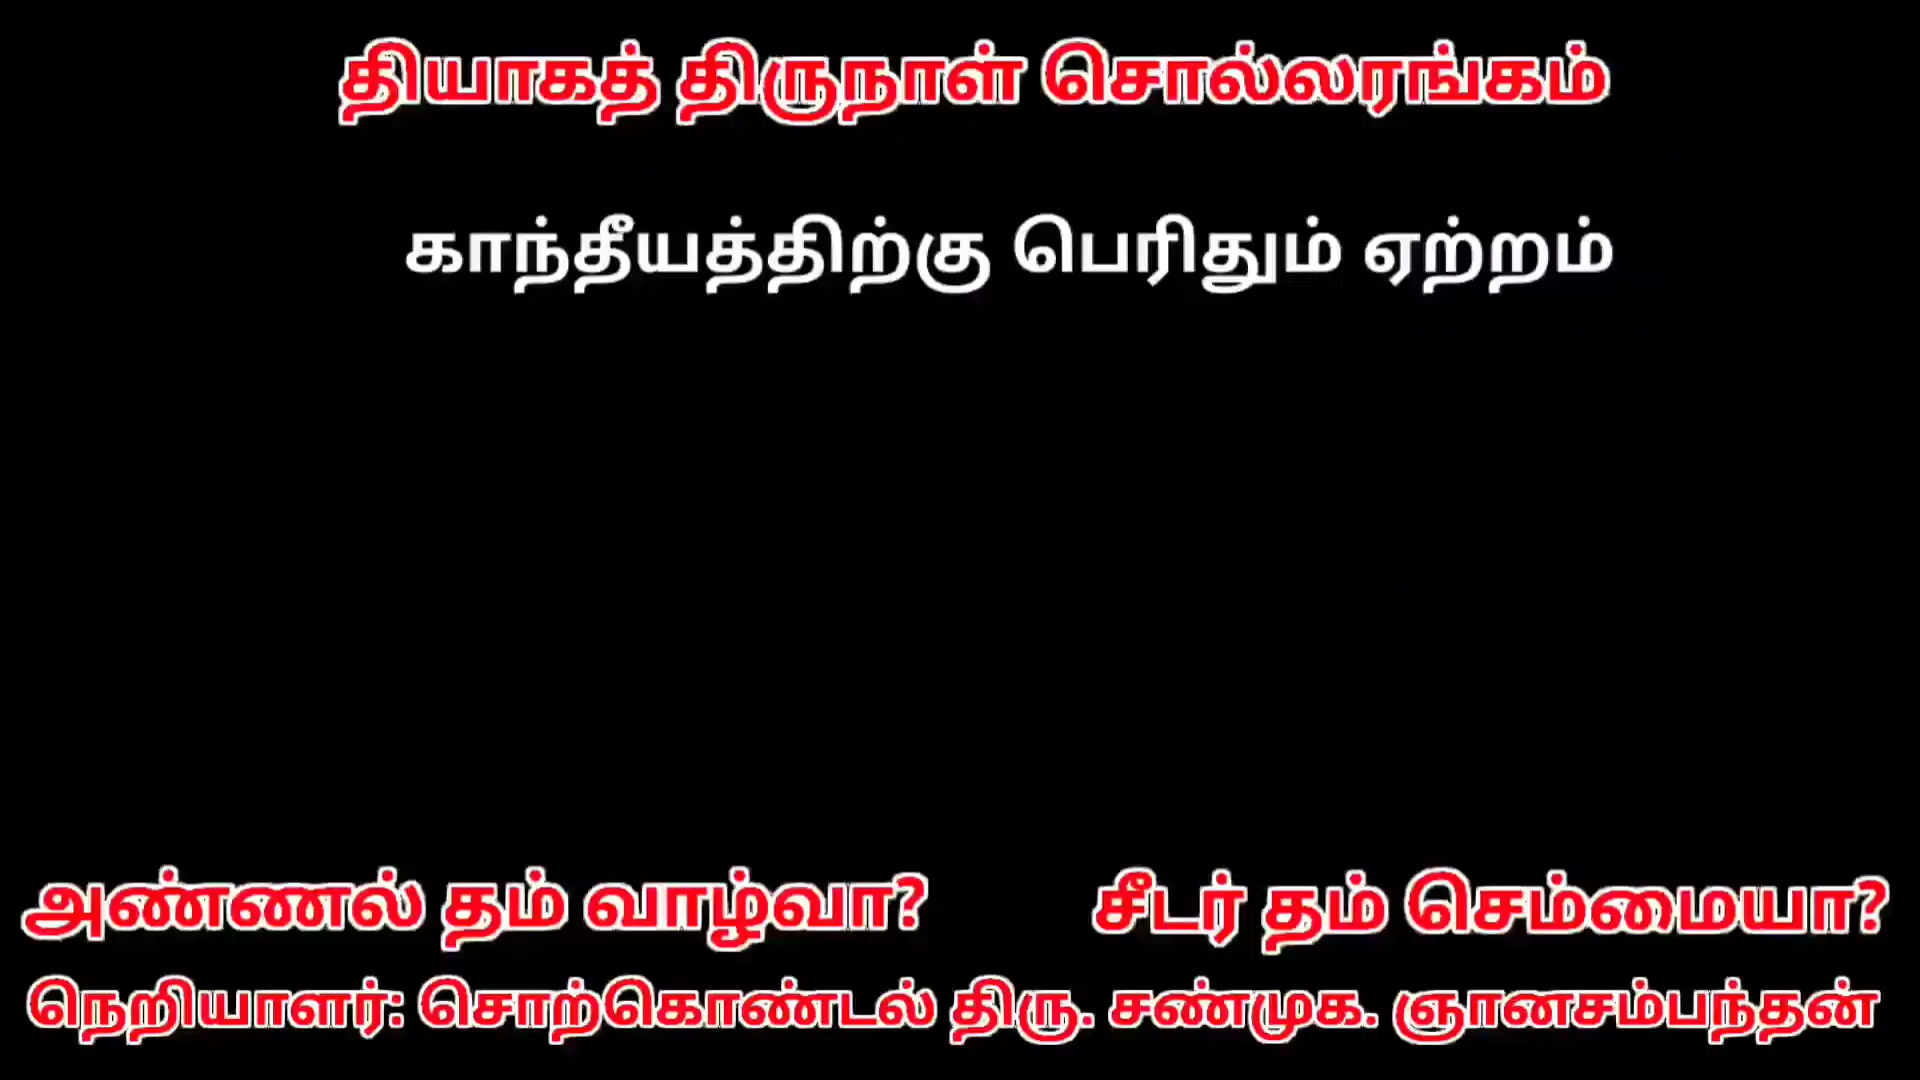 தியாகத் திருநாள் சொல்லரங்கம்
காந்தீயத்திற்கு பெரிதும் ஏற்றம்
அண்ணல் தம் வாழ்வா? சீடர் தம் செம்மையா?
நெறியாளர்: சொற்கொண்டல் திரு. சண்முக. ஞானசம்பந்தன்